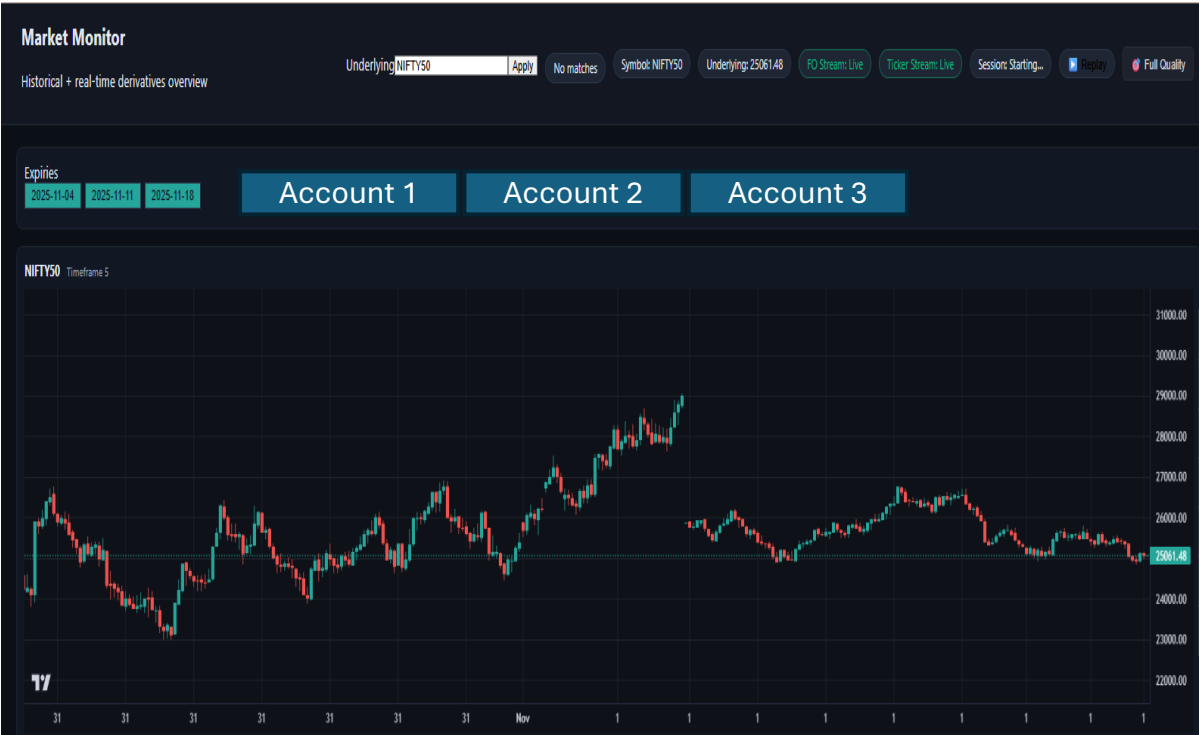 Market Monitor
Historical + real-time derivatives overview
Underlying NIFTY50 Apply No matches Symbol: NIFTY50 Underlying: 25061.48 FO Stream: Live Ticker Stream: Live Session: Starting... Replay Full Quality
Expiries
2025-11-04 2025-11-11 2025-11-18 Account 1 Account 2 Account 3
NIFTY50 Timeframe 5
31000.00
30000.00
29000.00
28000.00
27000.00
26000.00
25061.48
24000.00
23000.00
22000.00
31 31 31 31 31 31 31 Nov 1 1 1 1 1 1 1 1 1